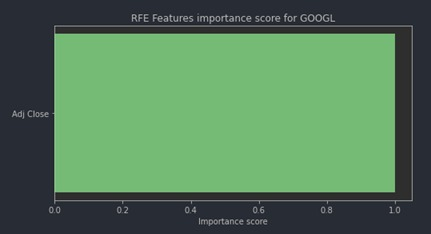 RFE Features importance score for GOOGL
Adj Close
0.0 0.2 0.4 0.6 0.8 1.0
Importance score